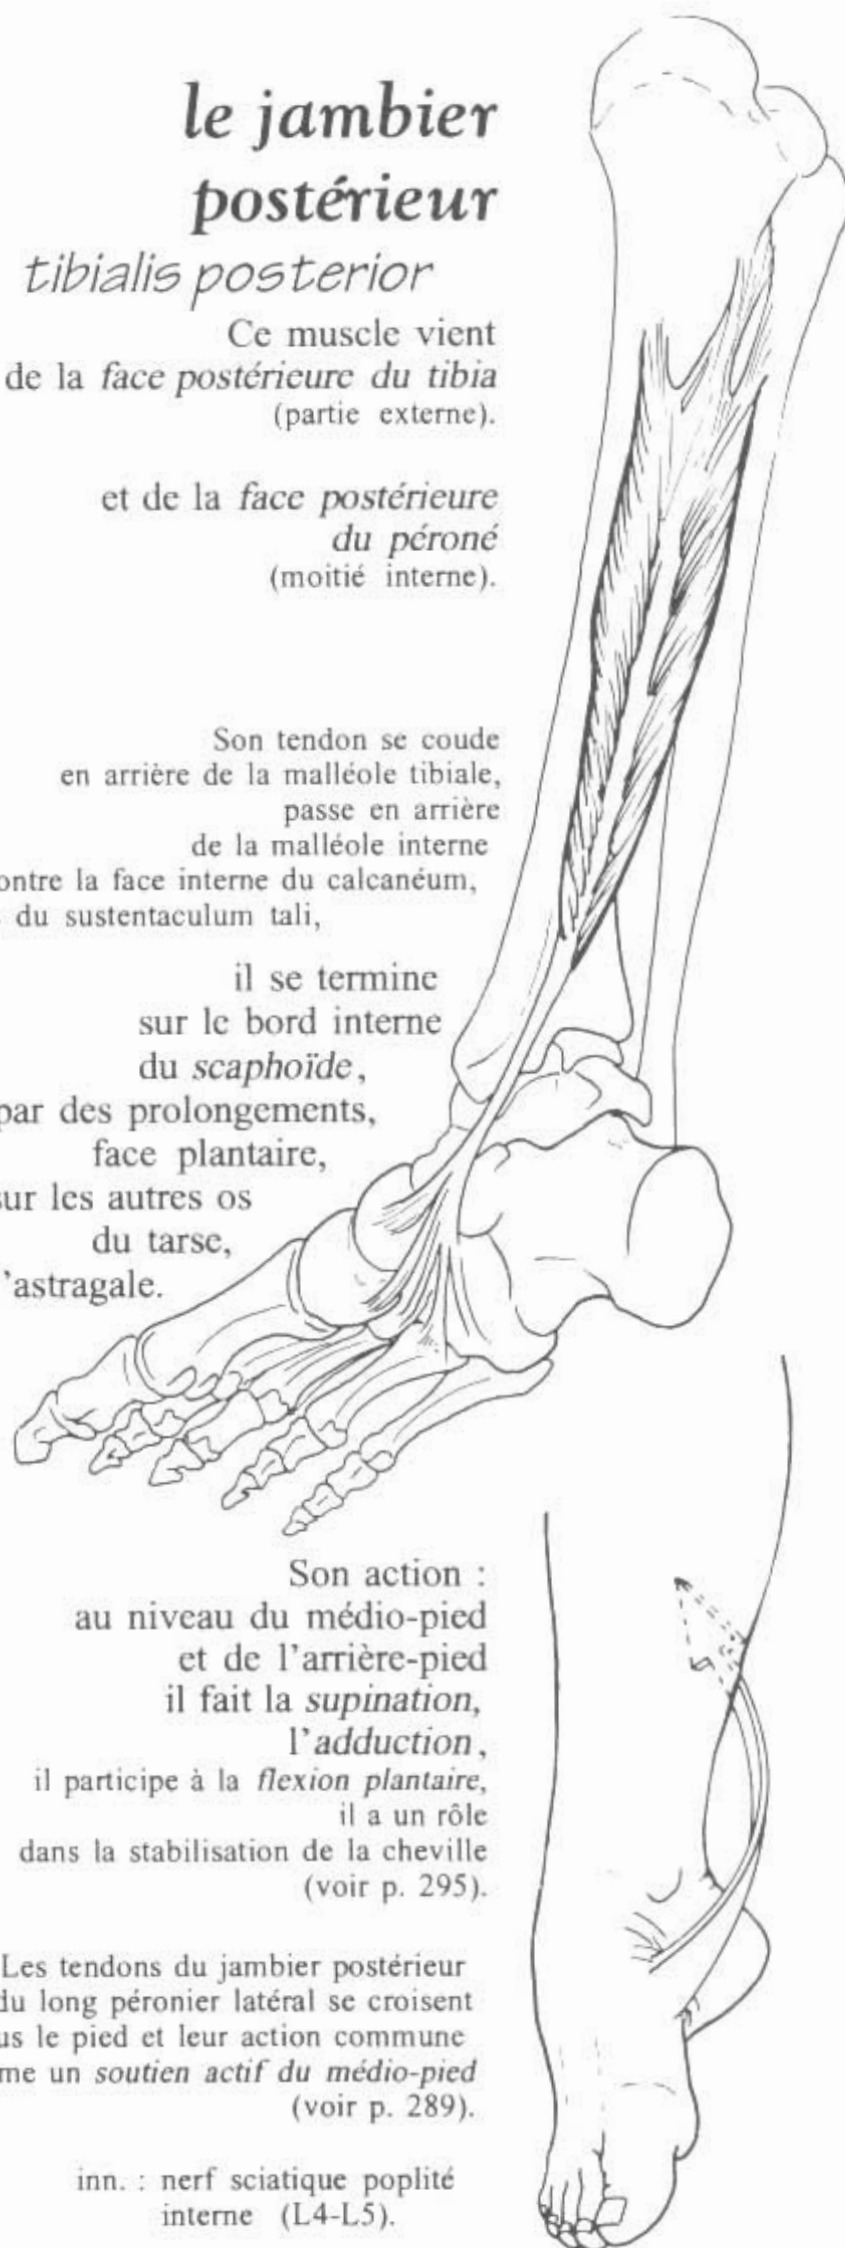 le jambier
postérieur
tibialis posterior
Ce muscle vient
de la face postérieure du tibia
(partie externe).
et de la face postérieure
du péroné
(moitié interne).
Son tendon se coude
en arrière de la malléole tibiale,
passe en arrière
de la malléole interne
contre la face interne du calcanéum,
du sustentaculum tali,
il se termine
sur le bord interne
du scaphoïde,
par des prolongements,
face plantaire,
sur les autres os
du tarse,
l'astragale.
Son action :
au niveau du médio-pied
et de l'arrière-pied
il fait la supination,
l'adduction,
il participe à la flexion plantaire,
il a un rôle
dans la stabilisation de la cheville
(voir p. 295).
Les tendons du jambier postérieur
du long péronier latéral se croisent
le pied et leur action commune
un soutien actif du médio-pied
(voir p. 289).
inn. : nerf sciatique poplité
interne (L4-L5).